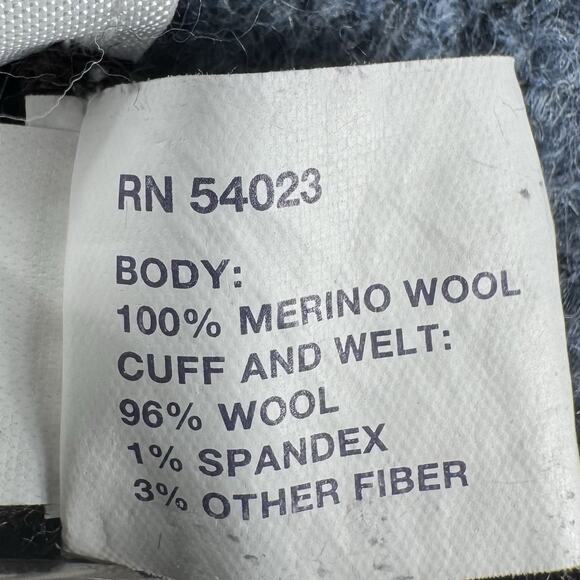 RN 54023
BODY:
100% MERINO WOOL
CUFF AND WELT:
96% WOOL
1% SPANDEX
3% OTHER FIBER